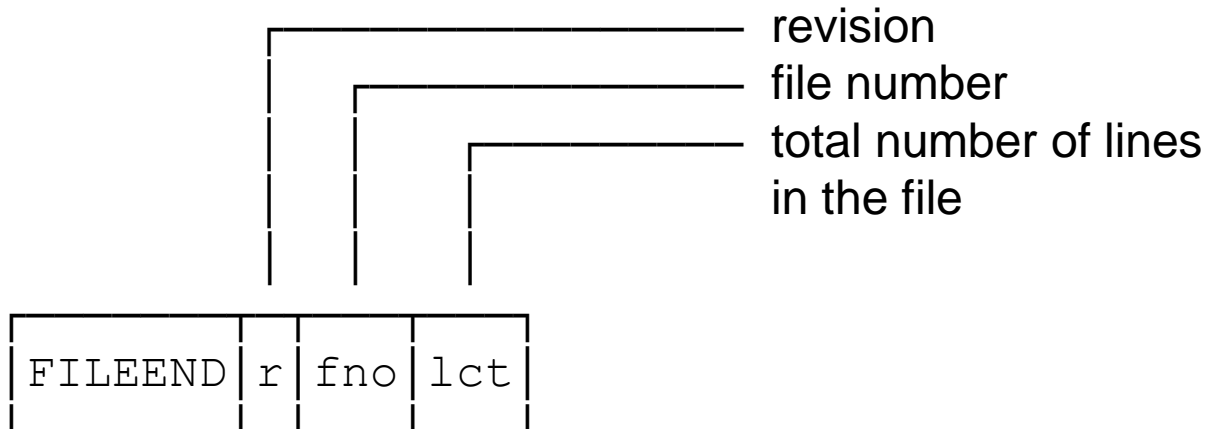 revision
file number
total number of lines
in the file
FILEEND r fno lct